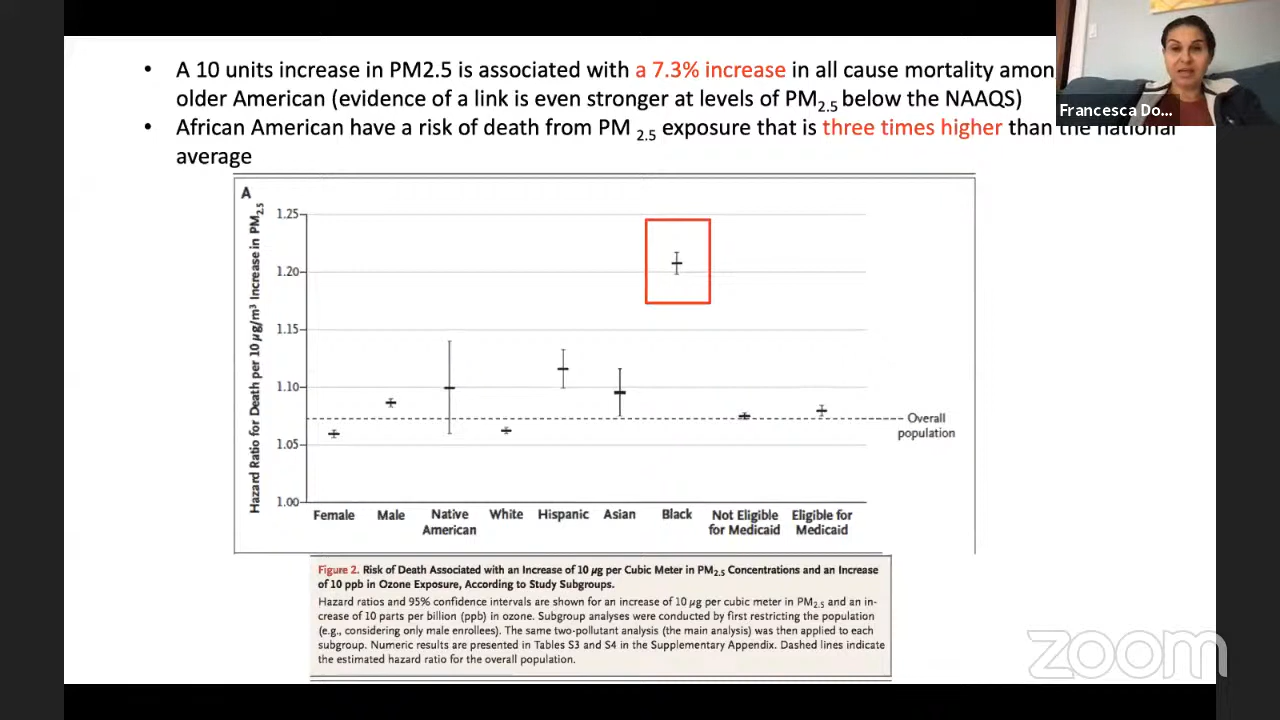 • A 10 units increase in PM2.5 is associated with a 7.3% increase in all cause mortality amon
older American (evidence of a link is even stronger at levels of PM2.5 below the NAAQS)
• African American have a risk of death from PM 2.5 exposure that is three times higher than the national
average
Francesca Do...
A
Hazard Ratio for Death per 10 μg/m³ Increase in PM2.5
1.25
1.20
1.15
1.10
1.05
1.00
Overall
population
Female
Male
Native
American
White
Hispanic
Asian
Black
Not Eligible
for Medicaid
Eligible for
Medicaid
Figure 2. Risk of Death Associated with an Increase of 10 μg per Cubic Meter in PM2.5 Concentrations and an Increase
of 10 ppb in Ozone Exposure, According to Study Subgroups.
Hazard ratios and 95% confidence intervals are shown for an increase of 10 μg per cubic meter in PM2.5 and an in-
crease of 10 parts per billion (ppb) in ozone. Subgroup analyses were conducted by first restricting the population
(e.g., considering only male enrollees). The same two-pollutant analysis (the main analysis) was then applied to each
subgroup. Numeric results are presented in Tables S3 and S4 in the Supplementary Appendix. Dashed lines indicate
the estimated hazard ratio for the overall population.
zoom